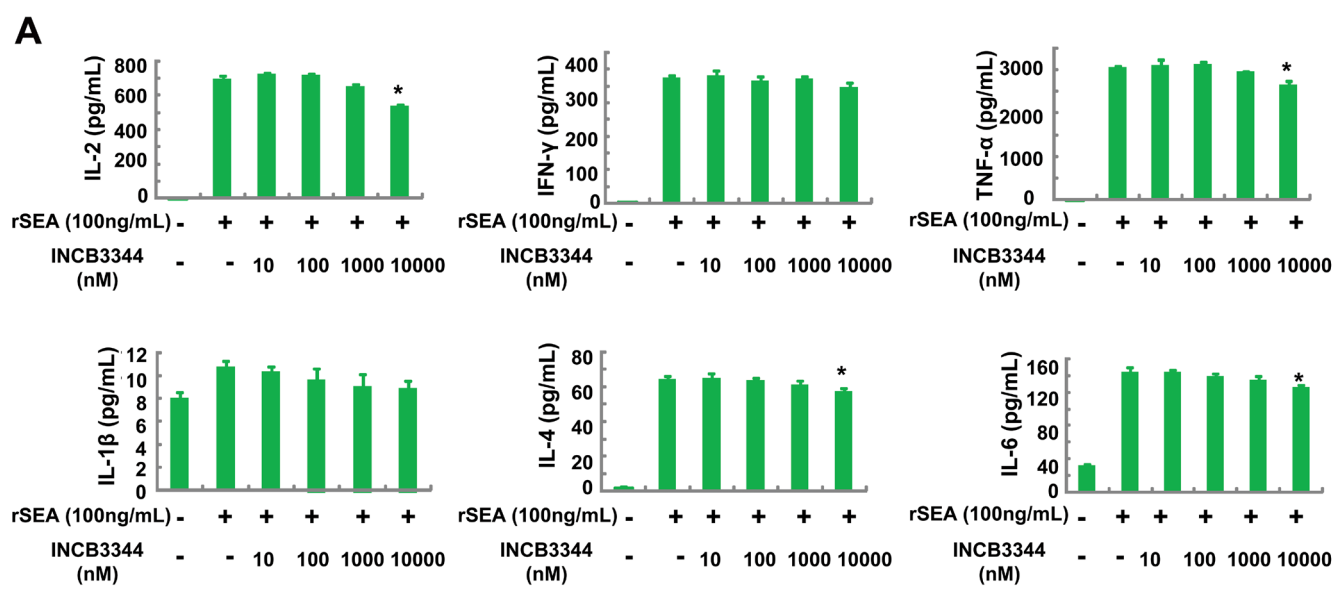 A
IL-2 (pg/mL)
800
600
400
200
0
*
rSEA (100ng/mL) - + + + + +
INCB3344 (nM) - - 10 100 1000 10000
IFN-γ (pg/mL)
400
300
200
100
0
rSEA (100ng/mL) - + + + + +
INCB3344 (nM) - - 10 100 1000 10000
TNF-α (pg/mL)
3000
2000
1000
0
*
rSEA (100ng/mL) - + + + + +
INCB3344 (nM) - - 10 100 1000 10000
IL-1β (pg/mL)
12
10
8
6
4
2
0
rSEA (100ng/mL) - + + + + +
INCB3344 (nM) - - 10 100 1000 10000
IL-4 (pg/mL)
80
60
40
20
0
*
rSEA (100ng/mL) - + + + + +
INCB3344 (nM) - - 10 100 1000 10000
IL-6 (pg/mL)
160
120
80
40
0
*
rSEA (100ng/mL) - + + + + +
INCB3344 (nM) - - 10 100 1000 10000